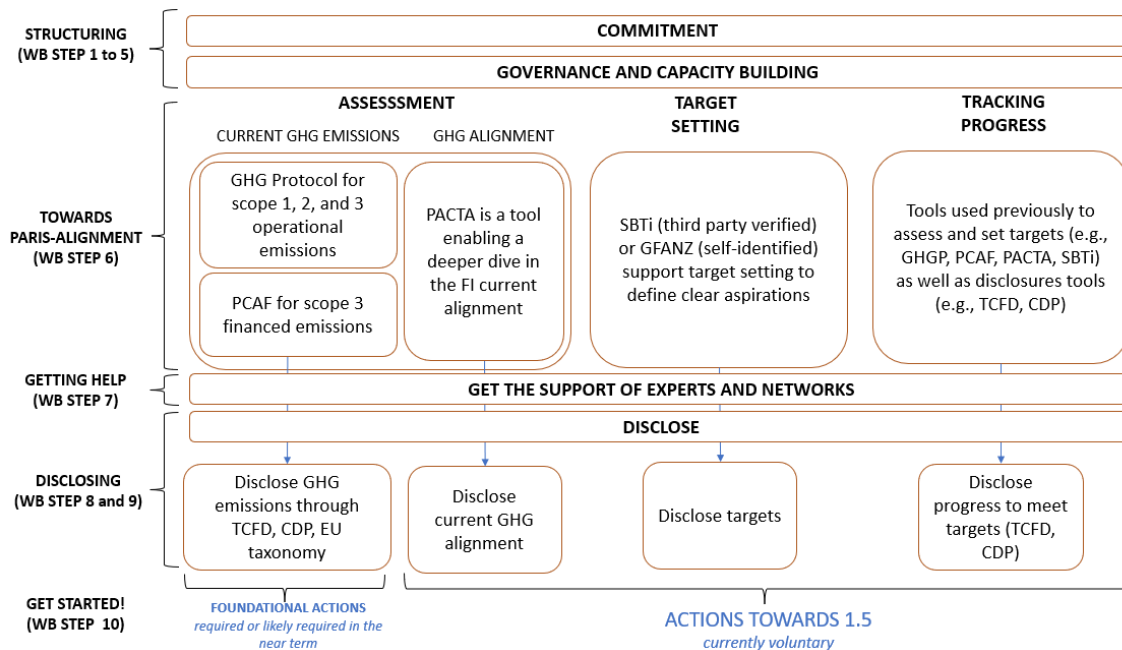 STRUCTURING
(WB STEP 1 to 5)
COMMITMENT
GOVERNANCE AND CAPACITY BUILDING
ASSESSSMENT
TARGET
SETTING
TRACKING
PROGRESS
CURRENT GHG EMISSIONS
GHG ALIGNMENT
TOWARDS
PARIS-ALIGNMENT
(WB STEP 6)
GHG Protocol for
scope 1, 2, and 3
operational
emissions
PCAF for scope 3
financed emissions
PACTA is a tool
enabling a
deeper dive in
the FI current
alignment
SBTi (third party verified)
or GFANZ (self-identified)
support target setting to
define clear aspirations
Tools used previously to
assess and set targets (e.g.,
GHGP, PCAF, PACTA, SBTi)
as well as disclosures tools
(e.g., TCFD, CDP)
GETTING HELP
(WB STEP 7)
GET THE SUPPORT OF EXPERTS AND NETWORKS
DISCLOSE
DISCLOSING
(WB STEP 8 and 9)
Disclose GHG
emissions through
TCFD, CDP, EU
taxonomy
Disclose
current GHG
alignment
Disclose targets
Disclose
progress to meet
targets (TCFD,
CDP)
GET STARTED!
(WB STEP 10)
FOUNDATIONAL ACTIONS
required or likely required in the
near term
ACTIONS TOWARDS 1.5
currently voluntary